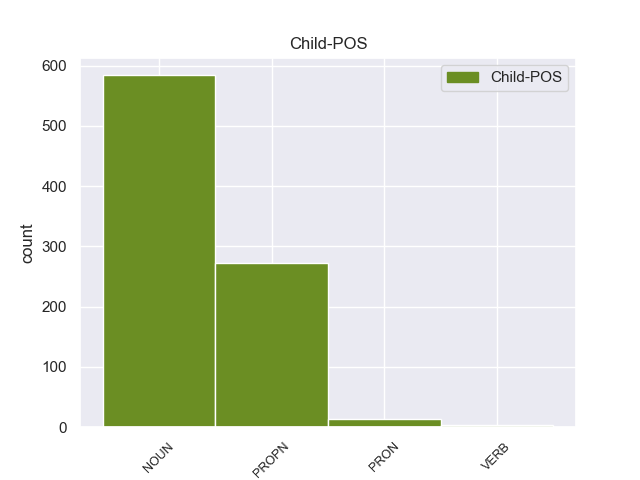 Child-POS
Child-POS
count
600
500
400
300
200
100
0
NOUN
PROPN
PRON
VERB